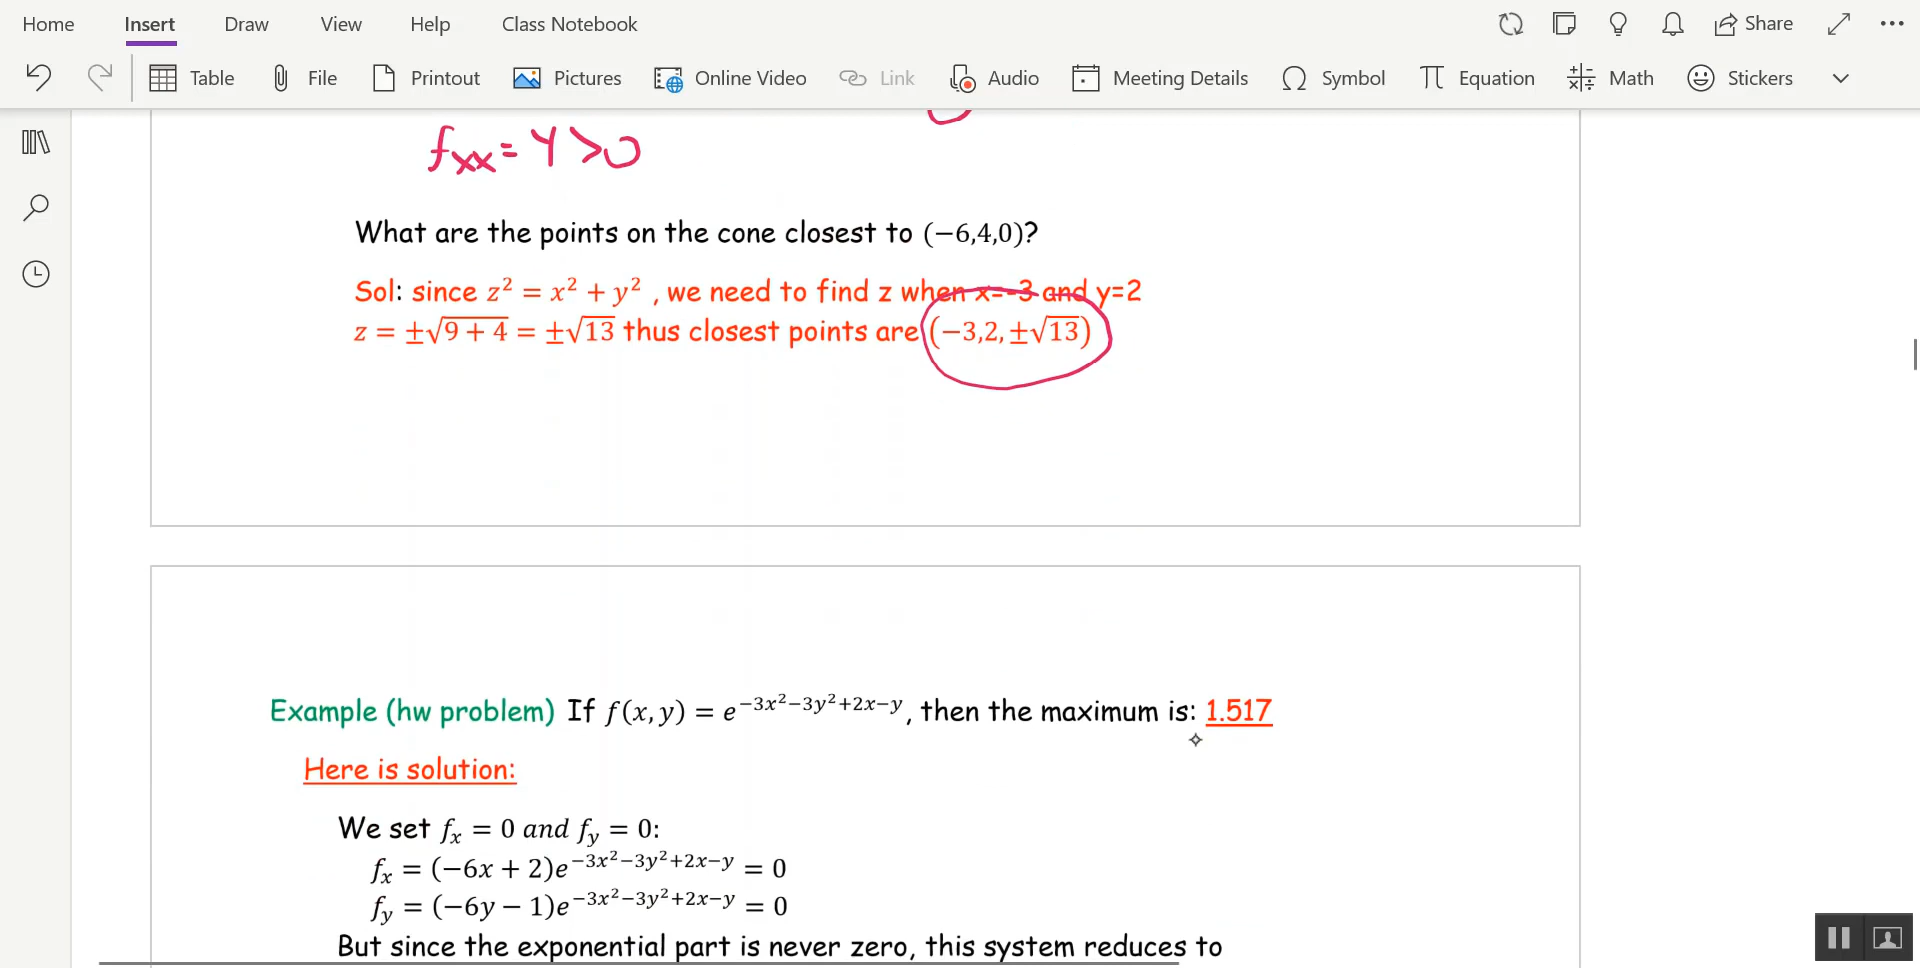 Home Insert Draw View Help Class Notebook Share
Table File Printout Pictures Online Video Link Audio Meeting Details Symbol Equation Math Stickers
fxx = 4 > 0
What are the points on the cone closest to (−6,4,0)?
Sol: since z² = x² + y² , we need to find z when x=-3 and y=2
z = ±√9 + 4 = ±√13 thus closest points are (−3,2, ±√13)
Example (hw problem) If f(x, y) = e^−3x²−3y²+2x−y, then the maximum is: 1.517
Here is solution:
We set fₓ = 0 and f_y = 0:
fₓ = (−6x + 2)e^−3x²−3y²+2x−y = 0
f_y = (−6y − 1)e^−3x²−3y²+2x−y = 0
But since the exponential part is never zero, this system reduces to